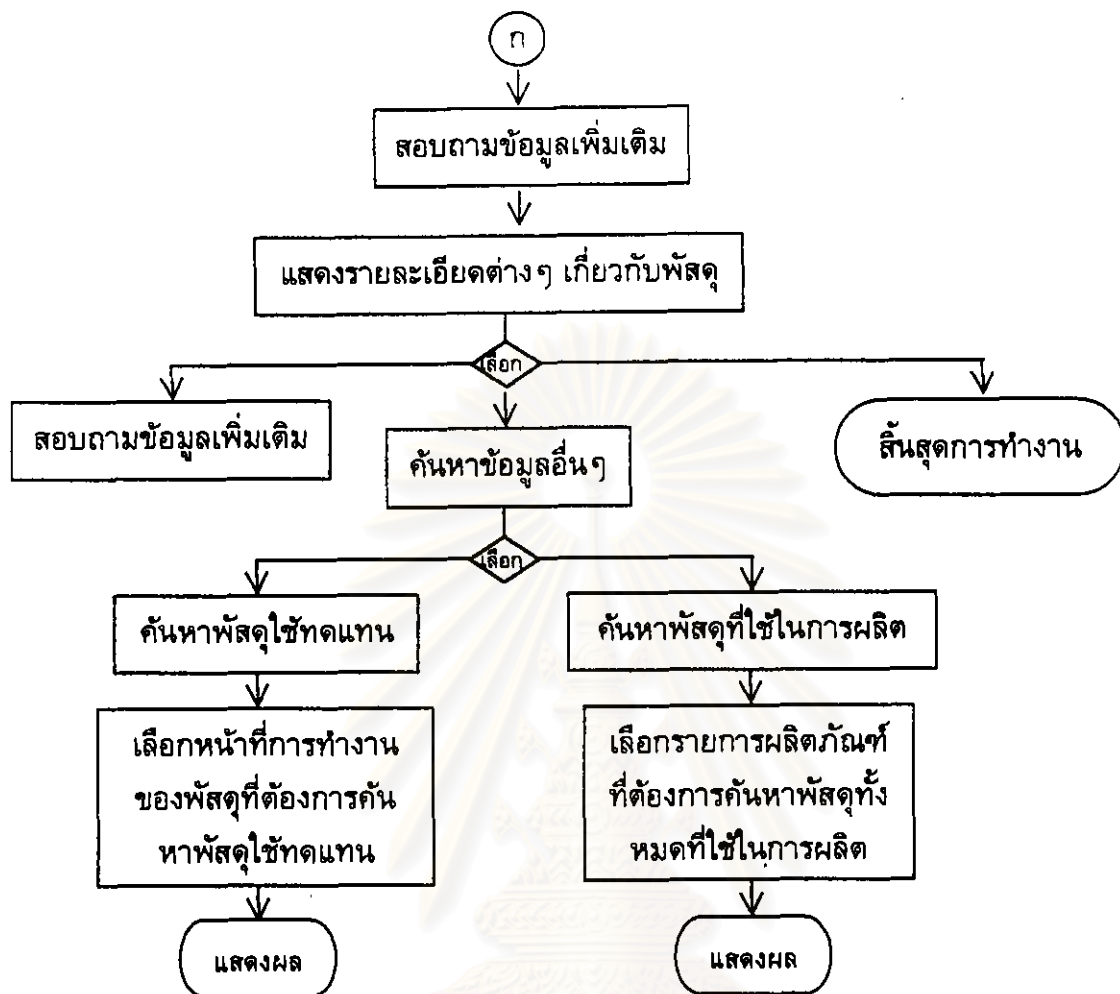 ก
สอบถามข้อมูลเพิ่มเติม
แสดงรายละเอียดต่างๆ เกี่ยวกับพัสดุ
เลือก
สอบถามข้อมูลเพิ่มเติม
ค้นหาข้อมูลอื่นๆ
สิ้นสุดการทำงาน
เลือก
ค้นหาพัสดุใช้ทดแทน
ค้นหาพัสดุที่ใช้ในการผลิต
เลือกหน้าที่การทำงาน
ของพัสดุที่ต้องการค้น
หาพัสดุใช้ทดแทน
เลือกรายการผลิตภัณฑ์
ที่ต้องการค้นหาพัสดุทั้ง
หมดที่ใช้ในการผลิต
แสดงผล
แสดงผล